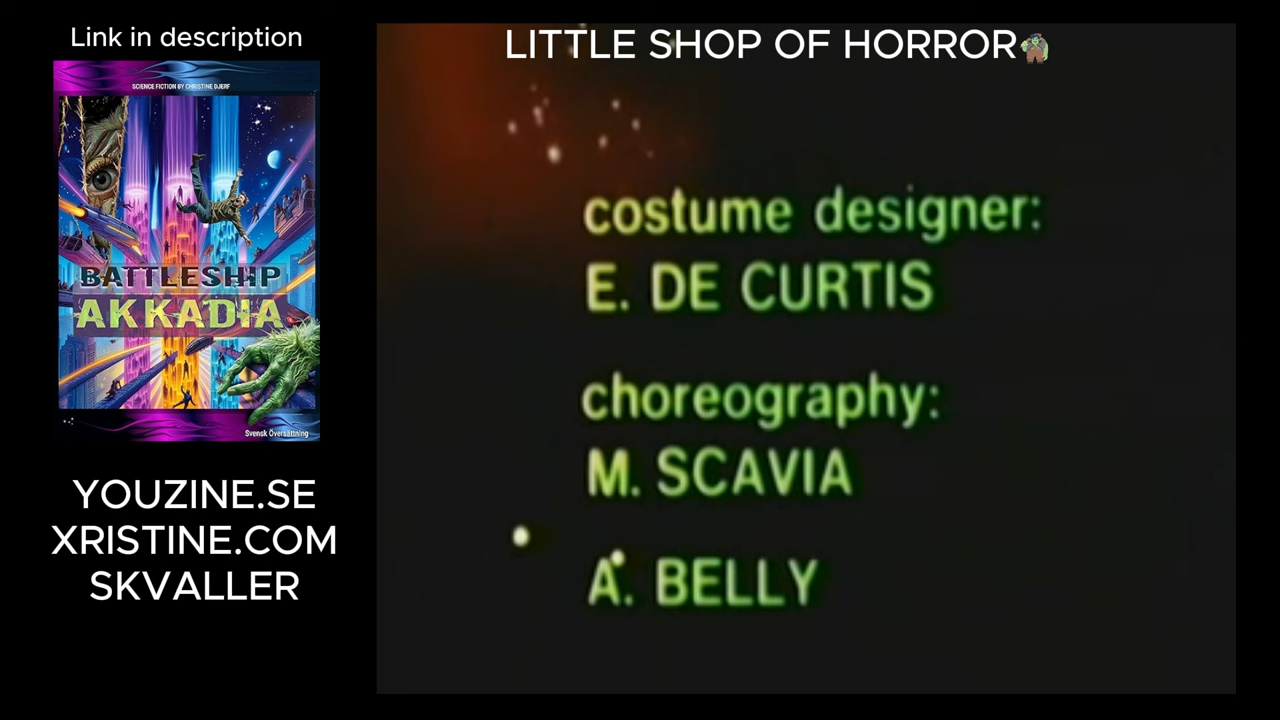 Link in description
SCIENCE FICTION BY CHRISTINE DJERF
BATTLESHIP
AKKADIA
Svensk Översättning
YOUZINE.SE
XRISTINE.COM
SKVALLER
LITTLE SHOP OF HORROR
costume designer:
E. DE CURTIS
choreography:
M. SCAVIA
A. BELLY